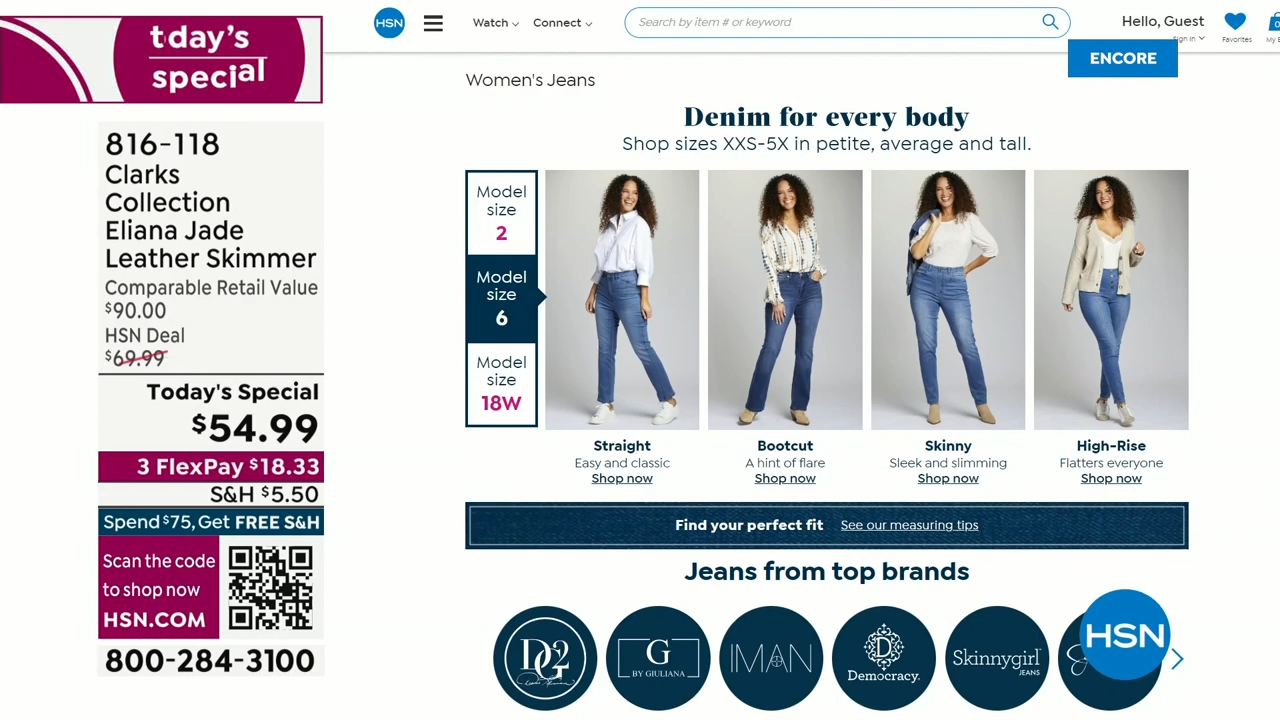 tday's
special
816-118
Clarks
Collection
Eliana Jade
Leather Skimmer
Comparable Retail Value
$90.00
HSN Deal
$69.99
Today's Special
$54.99
3 FlexPay $18.33
S&H $5.50
Spend $75, Get FREE S&H
Scan the code
to shop now
HSN.COM
800-284-3100
HSN
Watch
Connect
Search by item # or keyword
Hello, Guest
Sign In
Favorites
0
ENCORE
Women's Jeans
Denim for every body
Shop sizes XXS-5X in petite, average and tall.
Model
size
2
Model
size
6
Model
size
18W
Straight
Easy and classic
Shop now
Bootcut
A hint of flare
Shop now
Skinny
Sleek and slimming
Shop now
High-Rise
Flatters everyone
Shop now
Find your perfect fit See our measuring tips
Jeans from top brands
DG2
G
BY GIULIANA
IMAN
D
Democracy.
Skinnygirl
JEANS
HSN